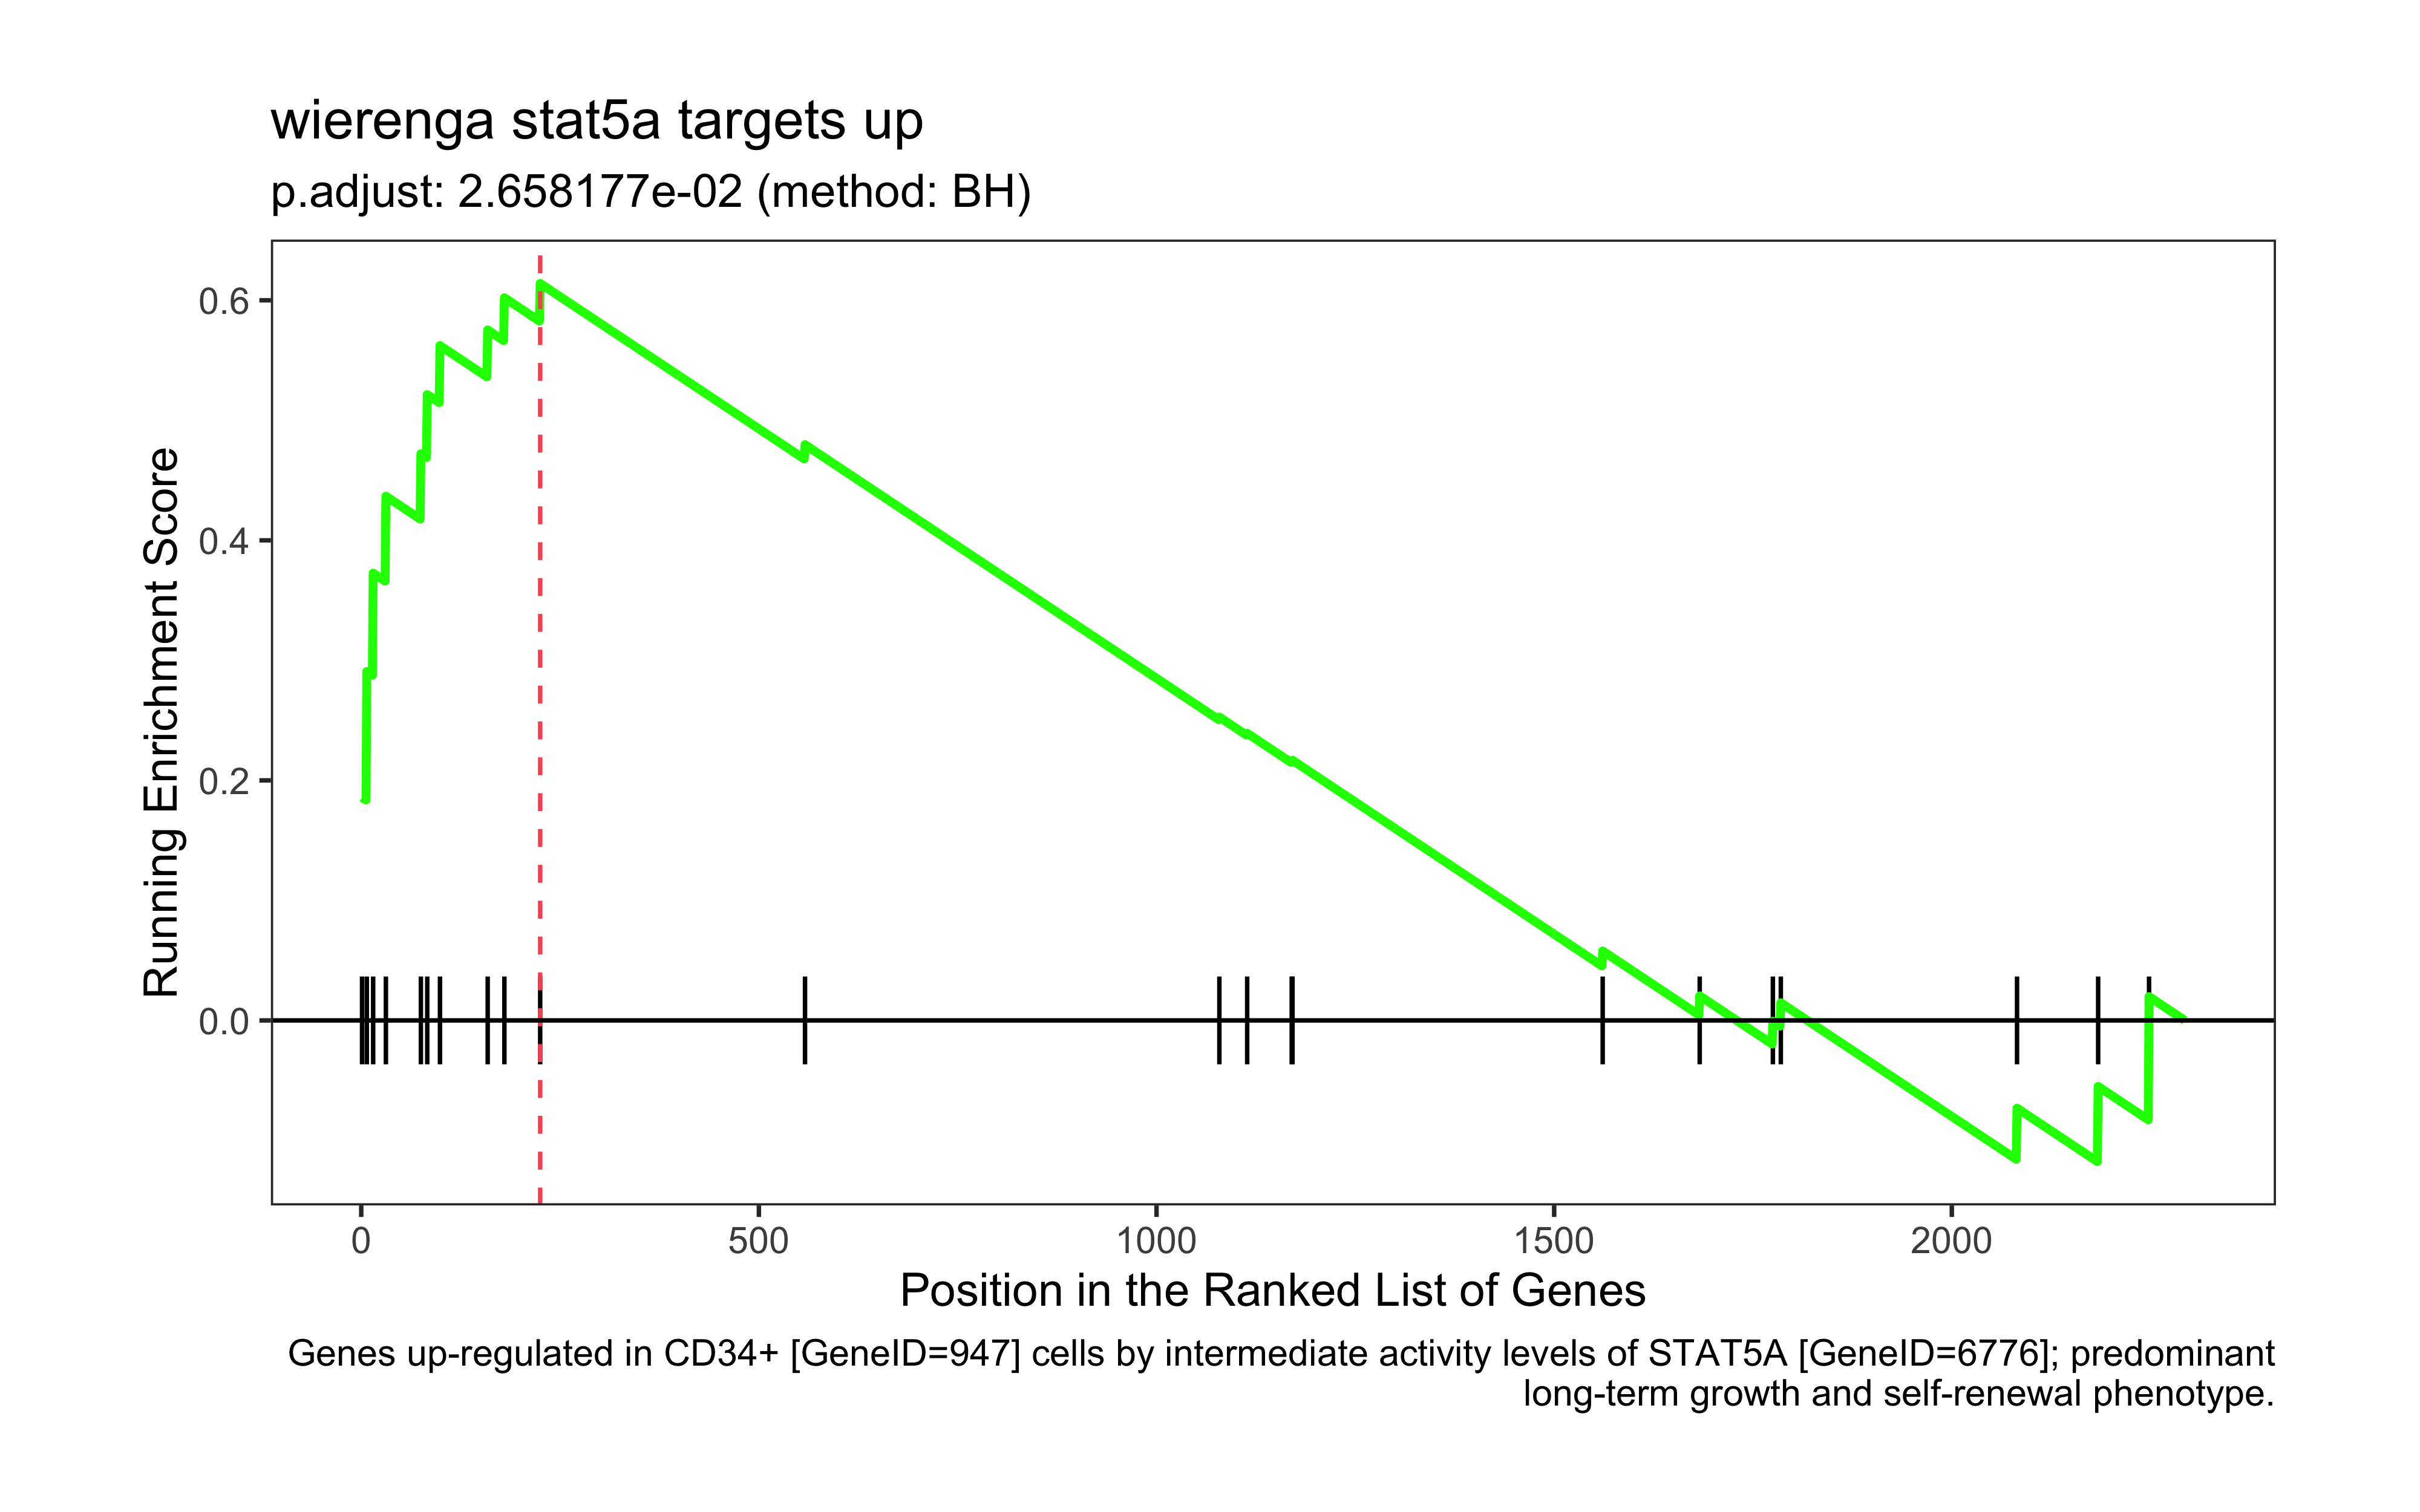 wierenga stat5a targets up
p.adjust: 2.658177e-02 (method: BH)
Running Enrichment Score
0.6
0.4
0.2
0.0
0 500 1000 1500 2000
Position in the Ranked List of Genes
Genes up-regulated in CD34+ [GeneID=947] cells by intermediate activity levels of STAT5A [GeneID=6776]; predominant
long-term growth and self-renewal phenotype.